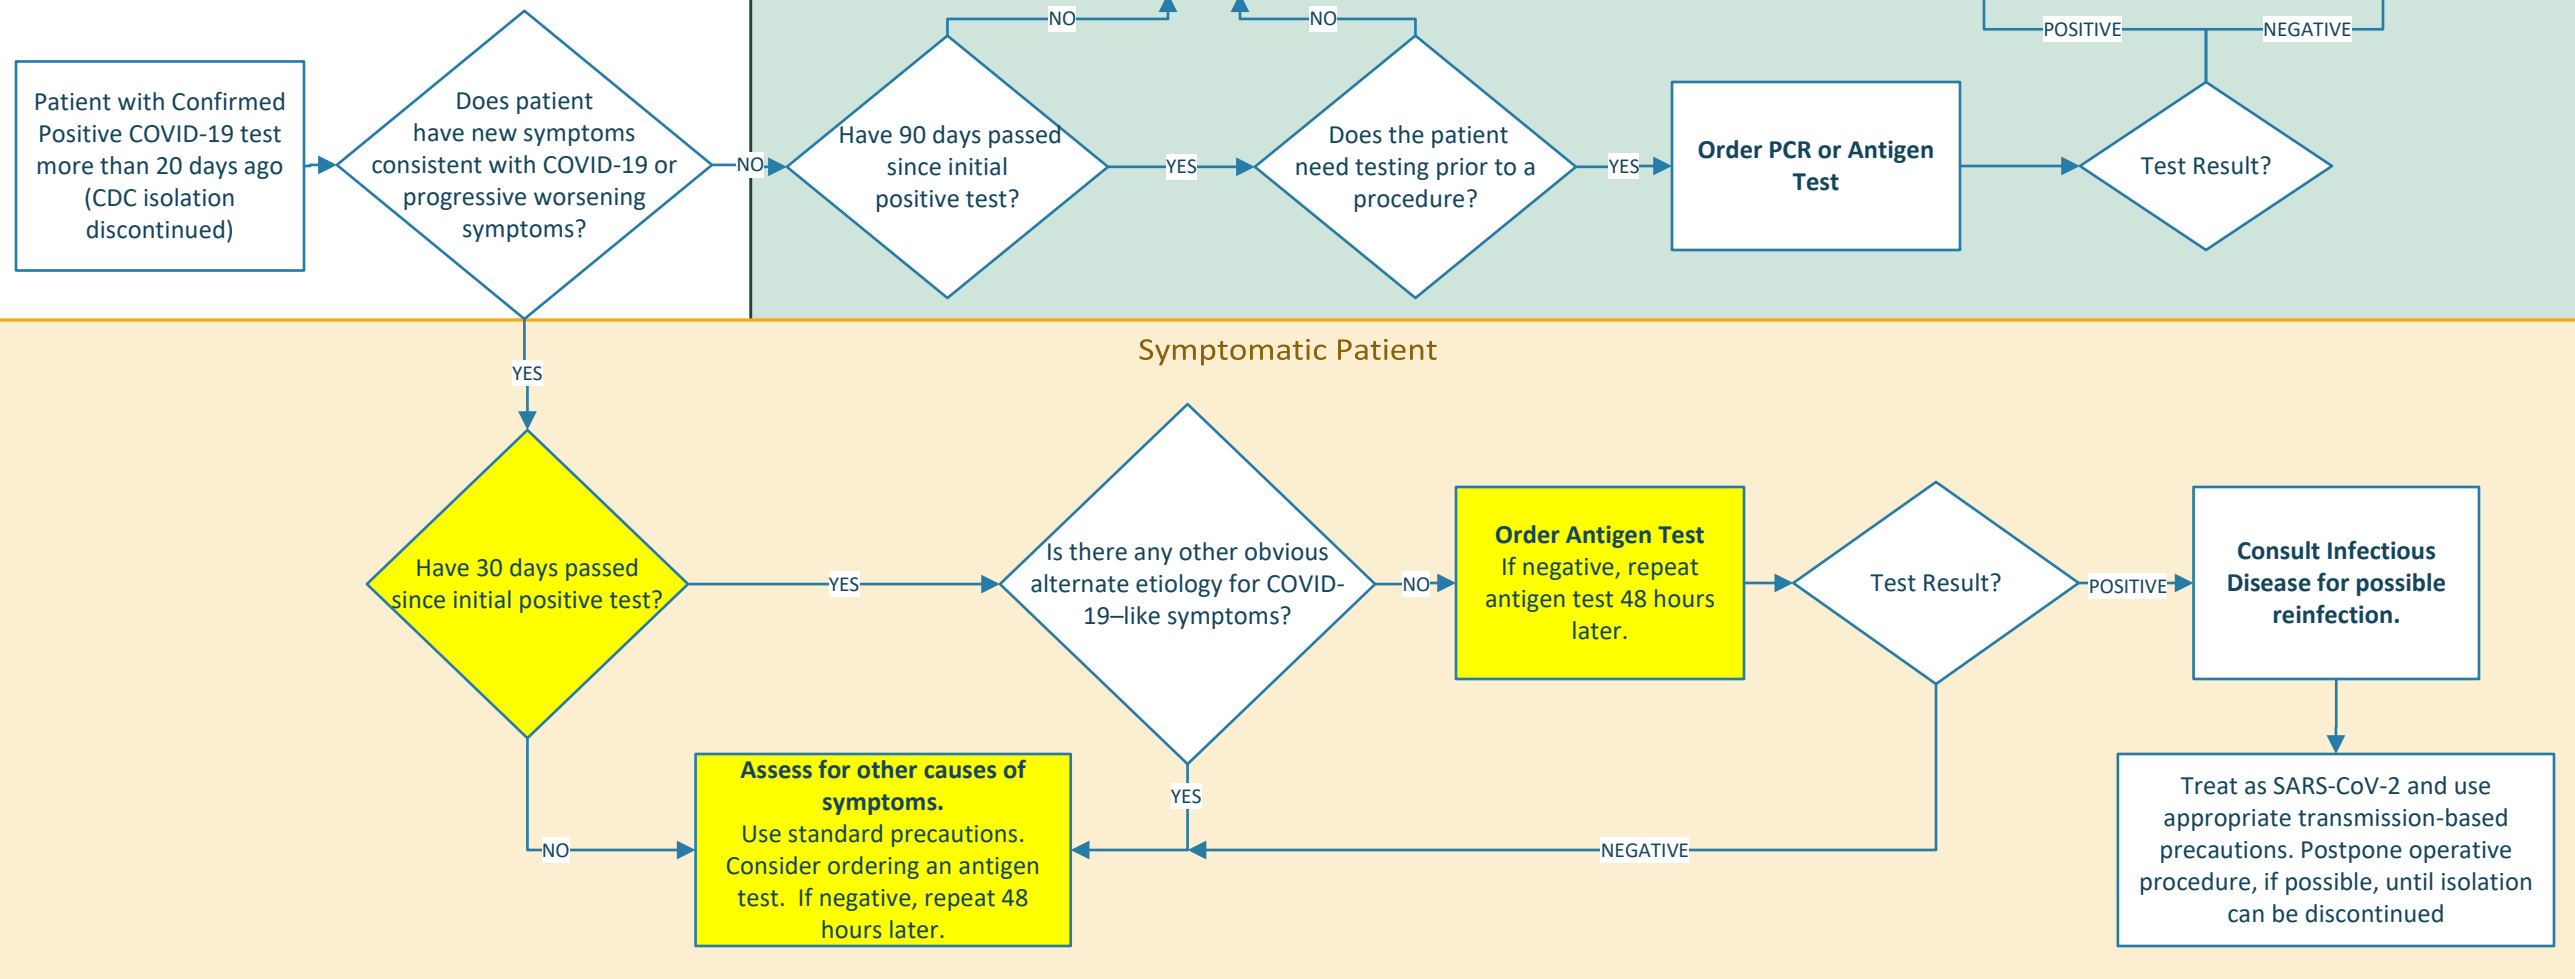 NO
NO
POSITIVE
NEGATIVE
Patient with Confirmed
Positive COVID-19 test
more than 20 days ago
(CDC isolation
discontinued)
Does patient
have new symptoms
consistent with COVID-19 or
progressive worsening
symptoms?
NO
Have 90 days passed
since initial
positive test?
YES
Does the patient
need testing prior to a
procedure?
YES
Order PCR or Antigen
Test
Test Result?
Symptomatic Patient
YES
Have 30 days passed
since initial positive test?
YES
Is there any other obvious
alternate etiology for COVID-
19–like symptoms?
NO
Order Antigen Test
If negative, repeat
antigen test 48 hours
later.
Test Result?
POSITIVE
Consult Infectious
Disease for possible
reinfection.
NO
Assess for other causes of
symptoms.
Use standard precautions.
Consider ordering an antigen
test.  If negative, repeat 48
hours later.
YES
NEGATIVE
Treat as SARS-CoV-2 and use
appropriate transmission-based
precautions. Postpone operative
procedure, if possible, until isolation
can be discontinued